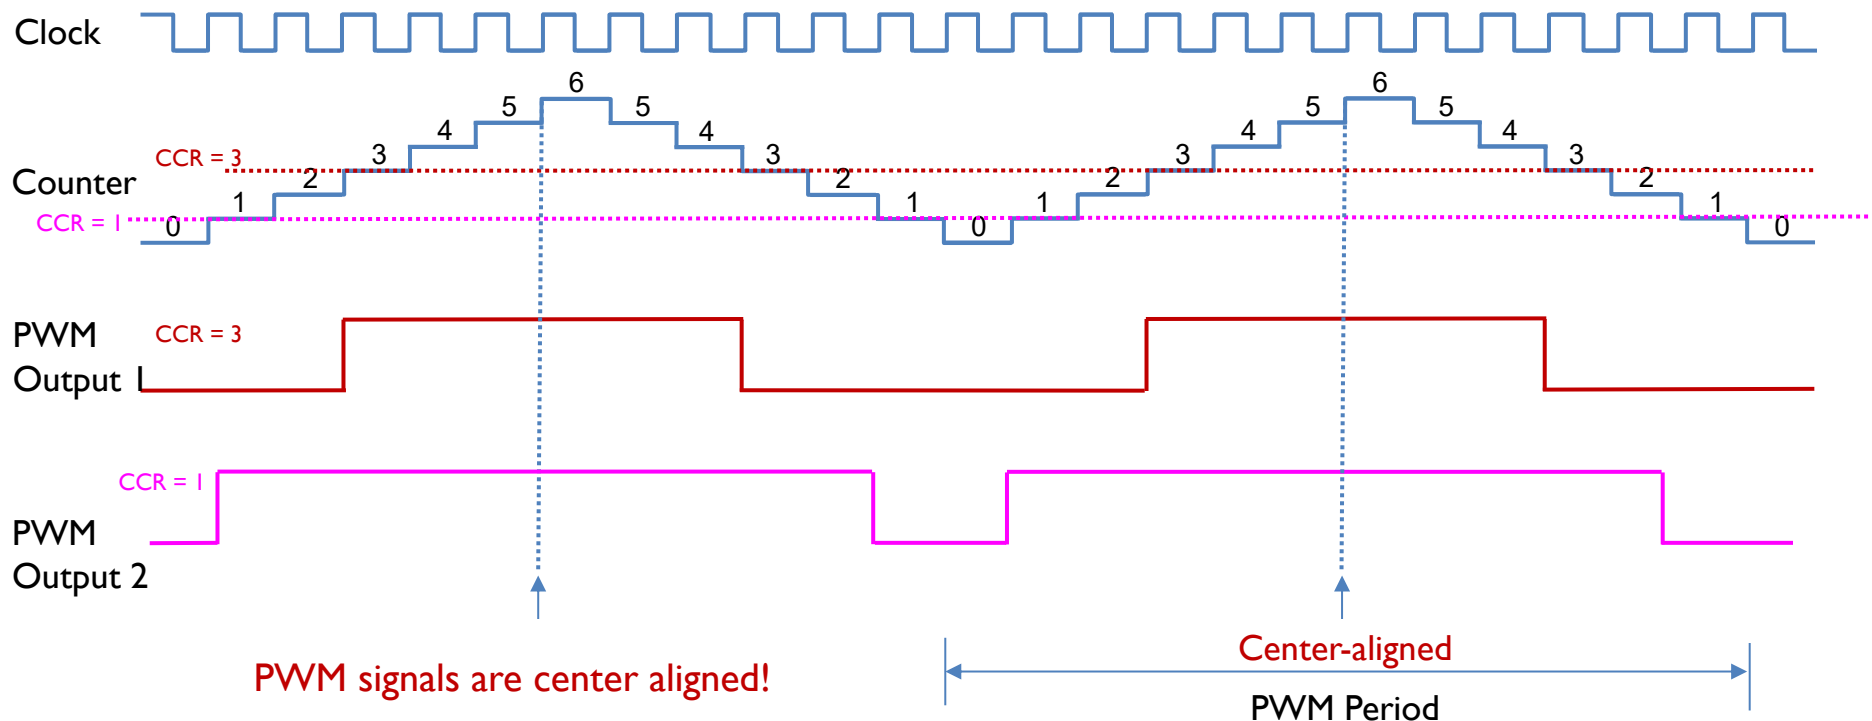 Clock
6 6
5 5 5 5
4 4 4 4
CCR = 3 3 3 3 3
Counter 2 2 2 2
1 1 1 1
CCR = 1 0 0 0
PWM CCR = 3
Output 1
CCR = 1
PWM
Output 2
Center-aligned
PWM signals are center aligned!
PWM Period